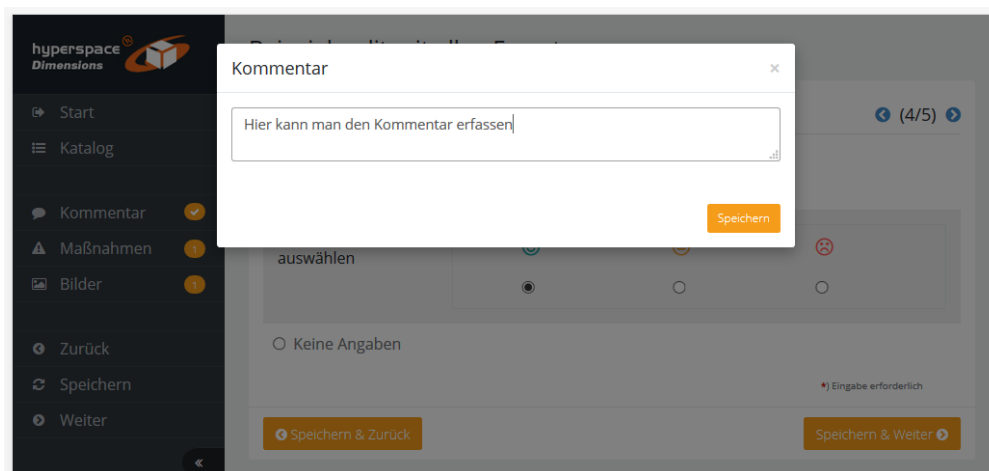 hyperspace
Dimensions
Start
Katalog
Kommentar
Maßnahmen 1
Bilder 1
Zurück
Speichern
Weiter
Kommentar ×
Hier kann man den Kommentar erfassen
Speichern
(4/5)
auswählen
Keine Angaben
*) Eingabe erforderlich
Speichern & Zurück
Speichern & Weiter